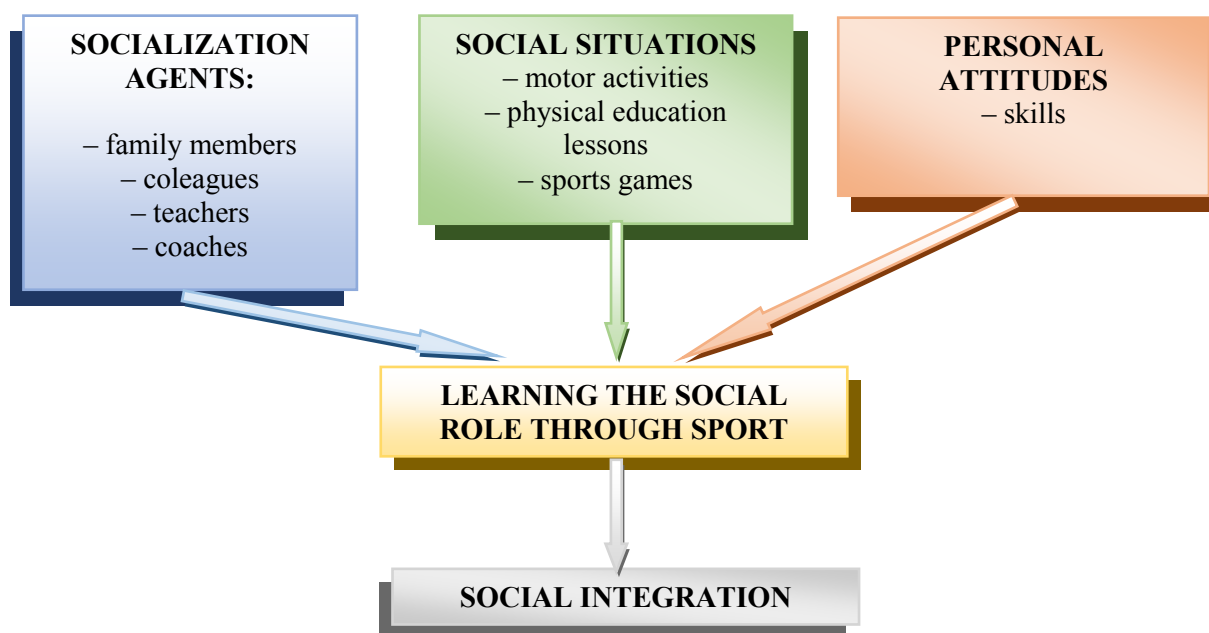 SOCIALIZATION
AGENTS:
– family members
– coleagues
– teachers
– coaches
SOCIAL SITUATIONS
– motor activities
– physical education
lessons
– sports games
PERSONAL
ATTITUDES
– skills
LEARNING THE SOCIAL
ROLE THROUGH SPORT
SOCIAL INTEGRATION